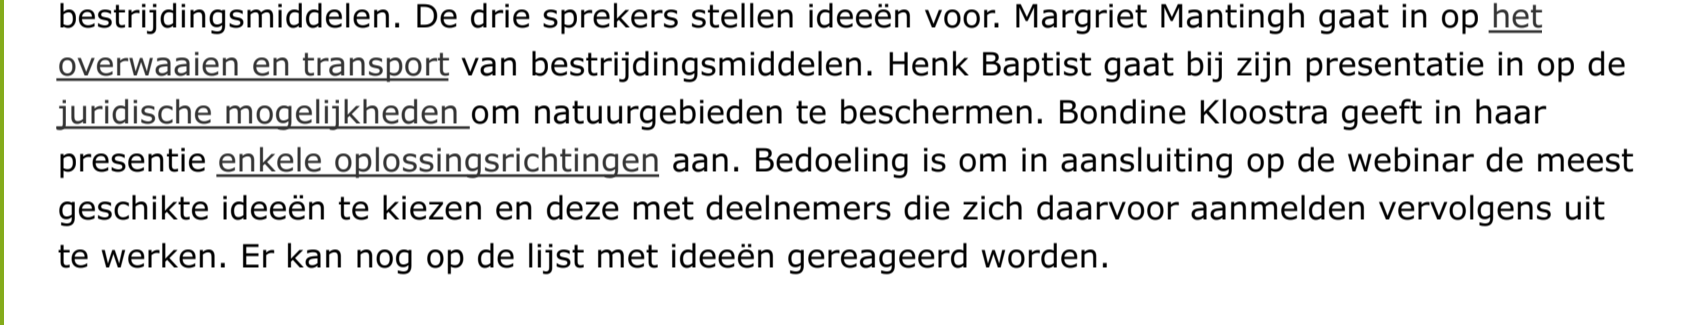 bestrijdingsmiddelen. De drie sprekers stellen ideeën voor. Margriet Mantingh gaat in op het
overwaaien en transport van bestrijdingsmiddelen. Henk Baptist gaat bij zijn presentatie in op de
juridische mogelijkheden om natuurgebieden te beschermen. Bondine Kloostra geeft in haar
presentie enkele oplossingsrichtingen aan. Bedoeling is om in aansluiting op de webinar de meest
geschikte ideeën te kiezen en deze met deelnemers die zich daarvoor aanmelden vervolgens uit
te werken. Er kan nog op de lijst met ideeën gereageerd worden.